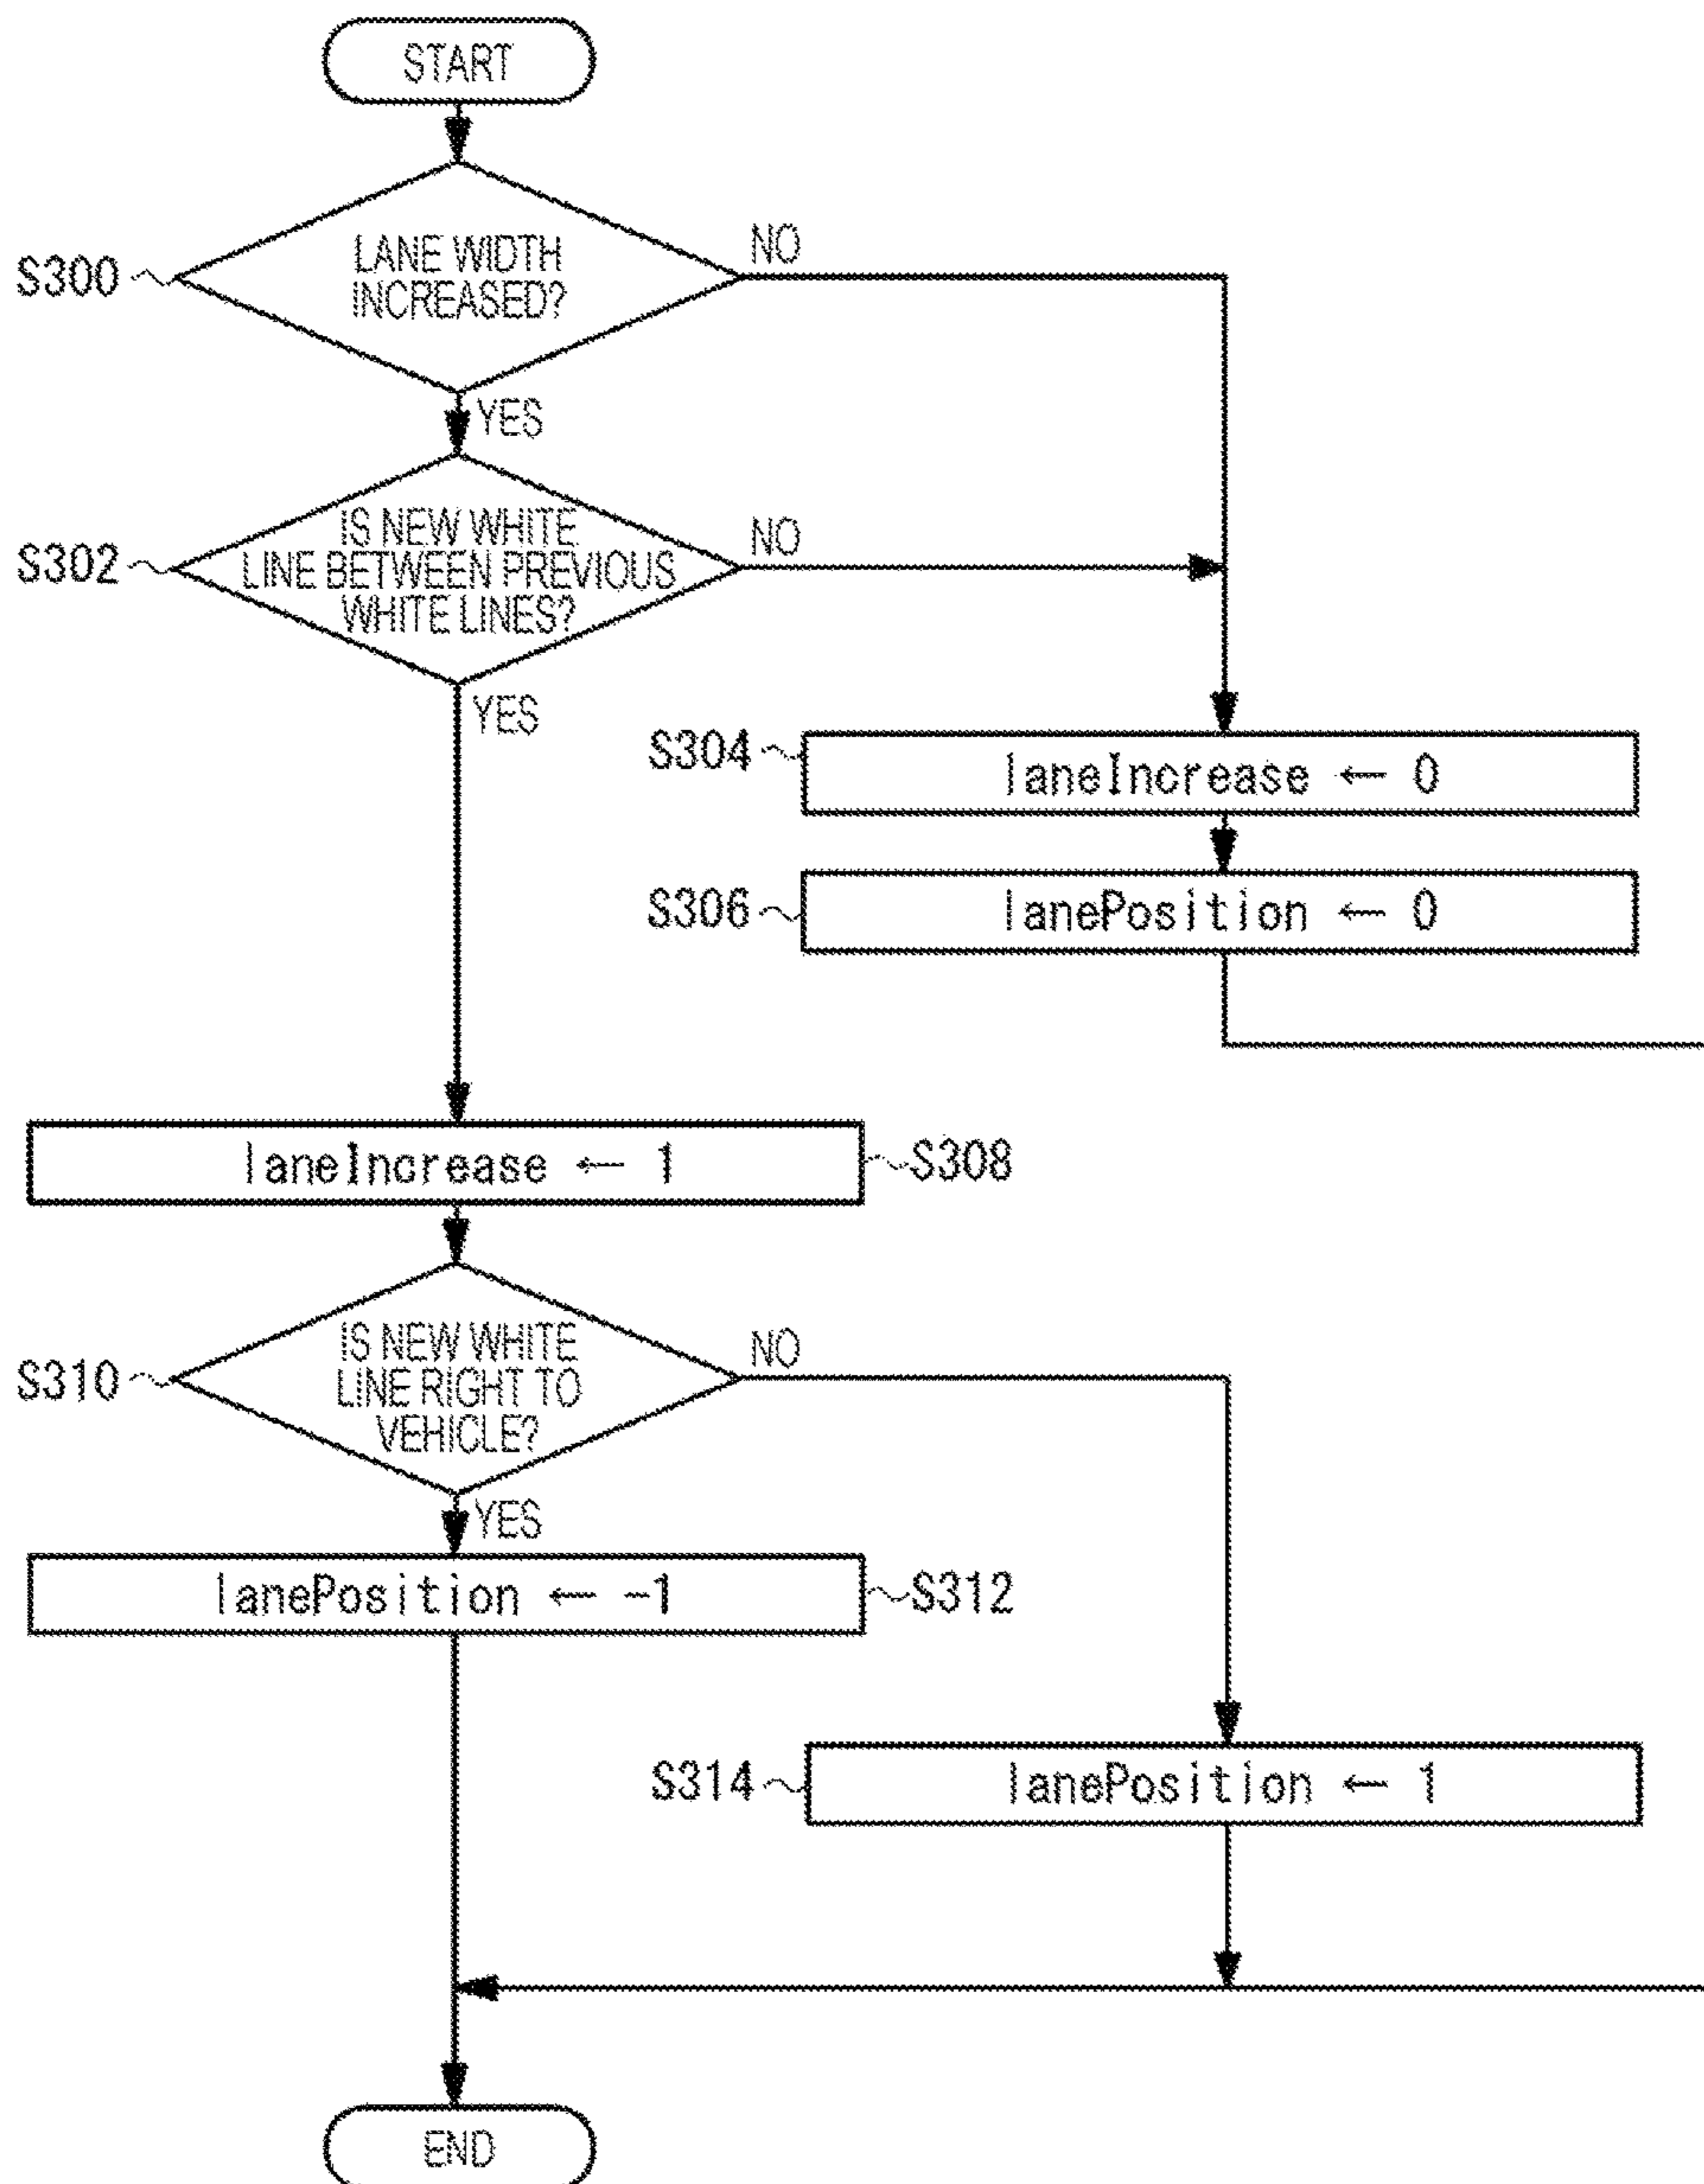 START
S300
LANE WIDTH
INCREASED?
NO
YES
S302
IS NEW WHITE
LINE BETWEEN PREVIOUS
WHITE LINES?
NO
YES
S304
laneIncrease ← 0
S306
lanePosition ← 0
laneIncrease ← 1
S308
S310
IS NEW WHITE
LINE RIGHT TO
VEHICLE?
NO
YES
lanePosition ← -1
S312
S314
lanePosition ← 1
END